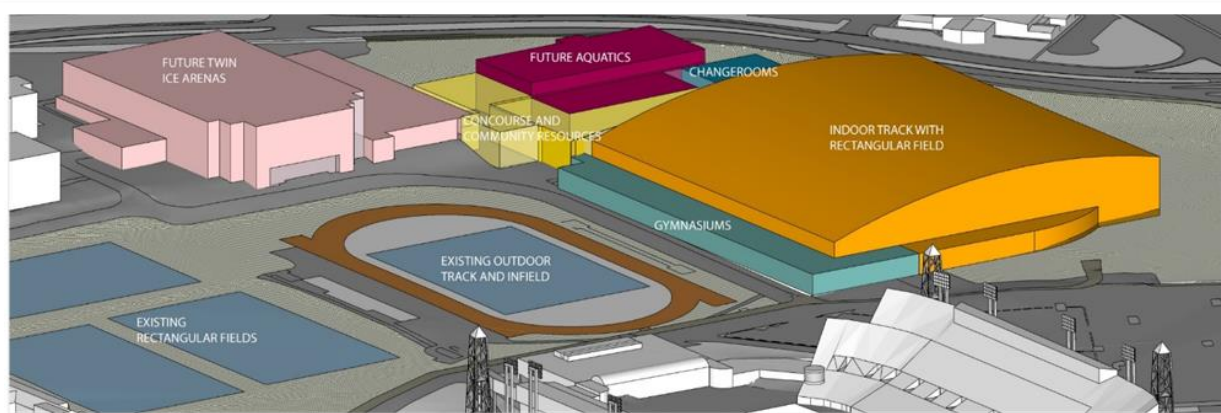 FUTURE TWIN
ICE ARENAS
FUTURE AQUATICS
CHANGEROOMS
CONCOURSE AND
COMMUNITY RESOURCES
INDOOR TRACK WITH
RECTANGULAR FIELD
GYMNASIUMS
EXISTING OUTDOOR
TRACK AND INFIELD
EXISTING
RECTANGULAR FIELDS